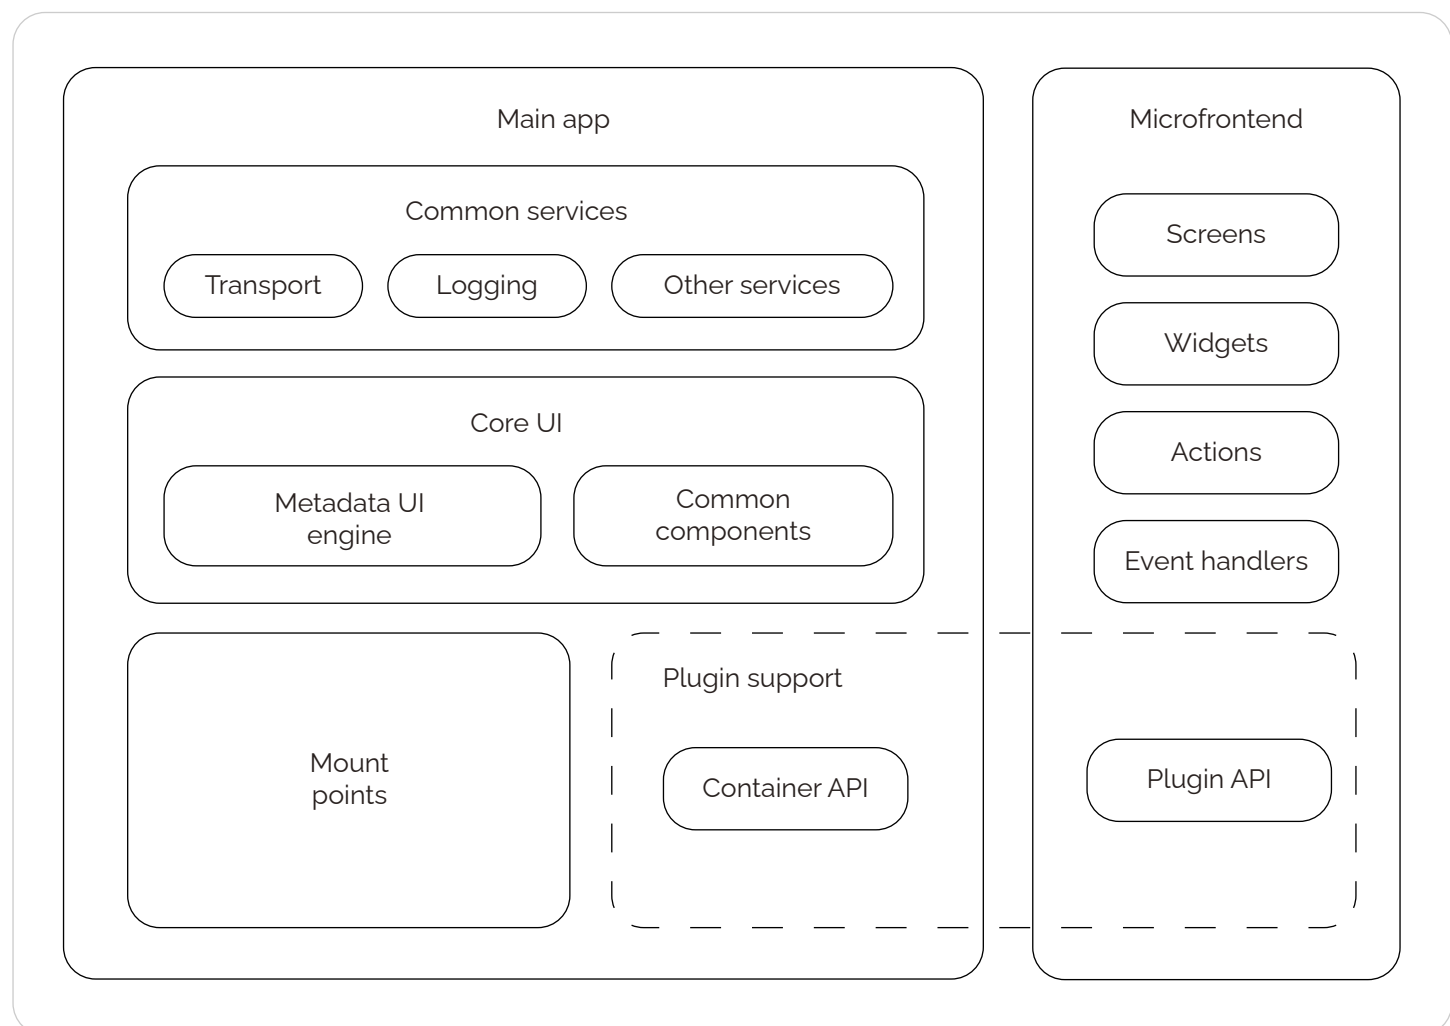 Main app
Common services
Transport
Logging
Other services
Core UI
Metadada UI
engine
Common
components
Mount
points
Plugin support
Container API
Microfrontend
Screens
Widgets
Actions
Event handlers
Plugin API